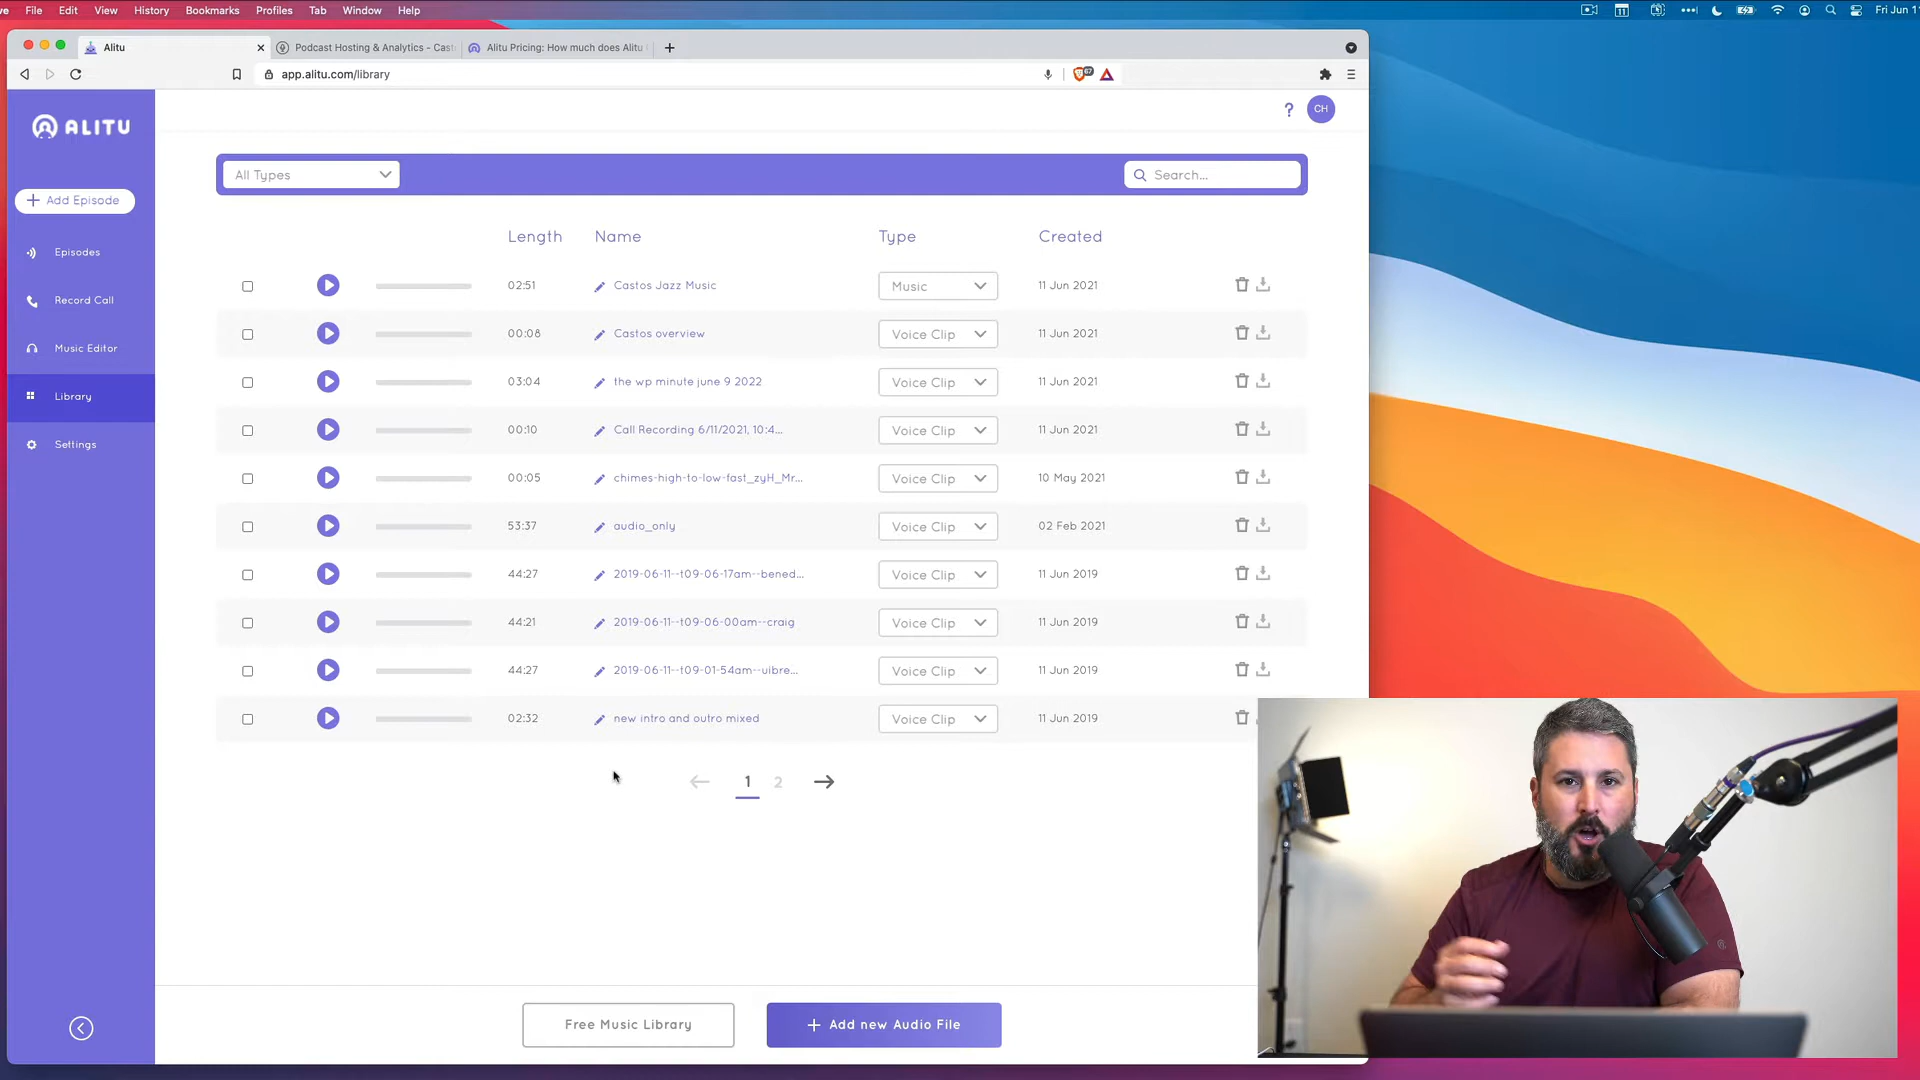 ve File Edit View History Bookmarks Profiles Tab Window Help 11 Fri Jun 1
Alitu Podcast Hosting & Analytics - Cast Alitu Pricing: How much does Alitu
app.alitu.com/library
ALITU ? CH
All Types Search...
+ Add Episode
Length Name Type Created
Episodes
Record Call
Music Editor
Library
Settings
02:51 Castos Jazz Music Music 11 Jun 2021
00:08 Castos overview Voice Clip 11 Jun 2021
03:04 the wp minute june 9 2022 Voice Clip 11 Jun 2021
00:10 Call Recording 6/11/2021, 10:4... Voice Clip 11 Jun 2021
00:05 chimes-high-to-low-fast_zyH_Mr... Voice Clip 10 May 2021
53:37 audio_only Voice Clip 02 Feb 2021
44:27 2019-06-11--t09-06-17am--bened... Voice Clip 11 Jun 2019
44:21 2019-06-11--t09-06-00am--craig Voice Clip 11 Jun 2019
44:27 2019-06-11--t09-01-54am--uibre... Voice Clip 11 Jun 2019
02:32 new intro and outro mixed Voice Clip 11 Jun 2019
1 2
Free Music Library + Add new Audio File